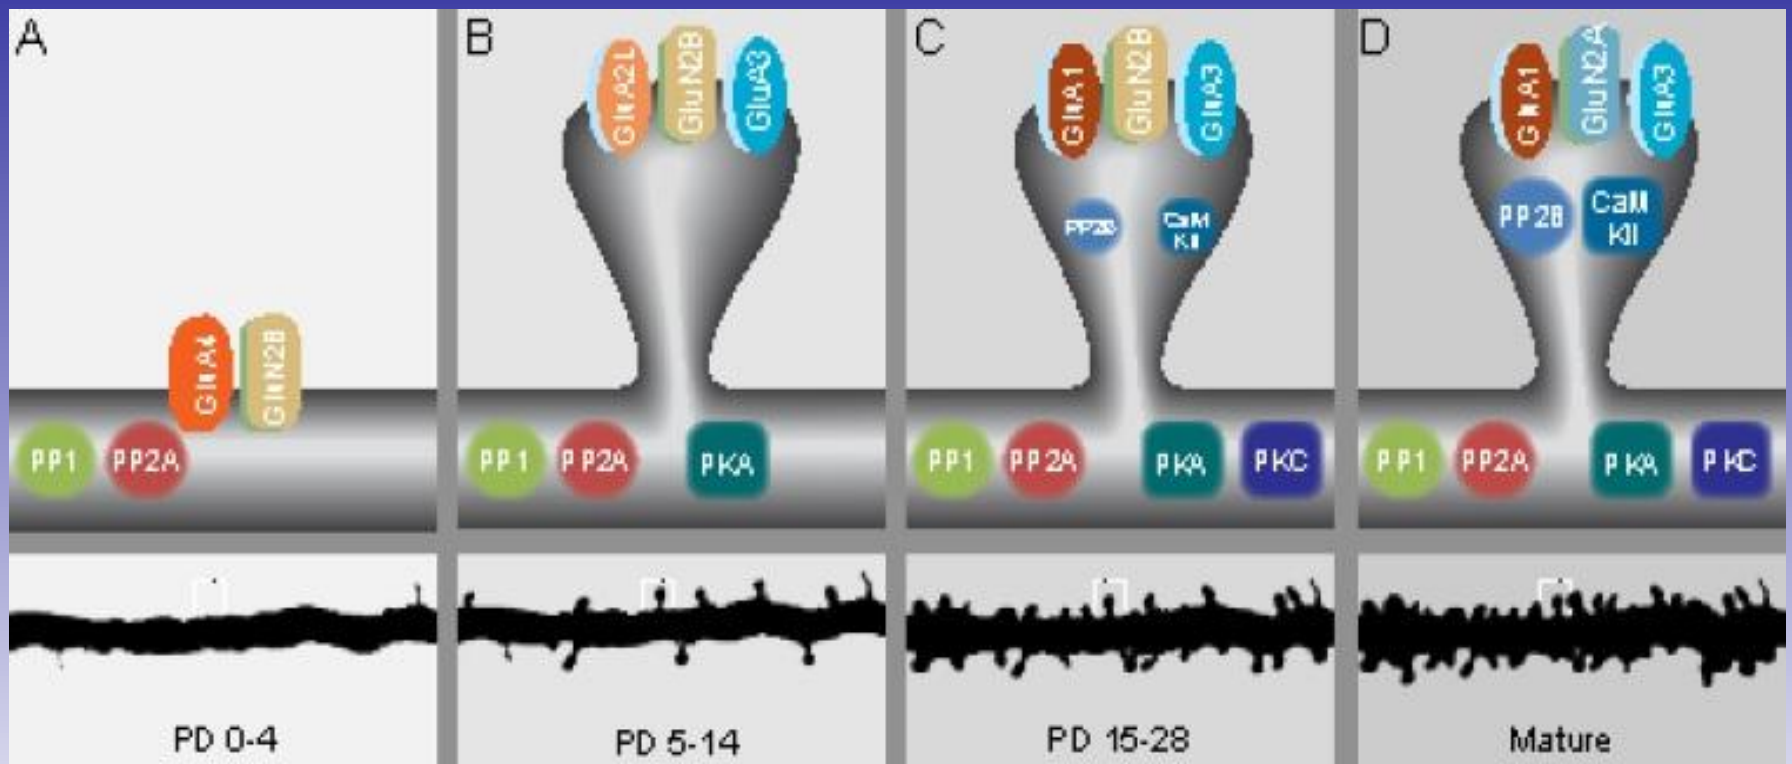 A
GluA4
GluN2B
PP1
PP2A
PD 0-4
B
GluA2L
GluN2B
GluA3
PP1
PP2A
PKA
PD 5-14
C
GluA1
GluN2B
GluA3
PP2B
CaM
KII
PP1
PP2A
PKA
PKC
PD 15-28
D
GluA1
GluN2A
GluA3
PP2B
CaM
KII
PP1
PP2A
PKA
PKC
Mature